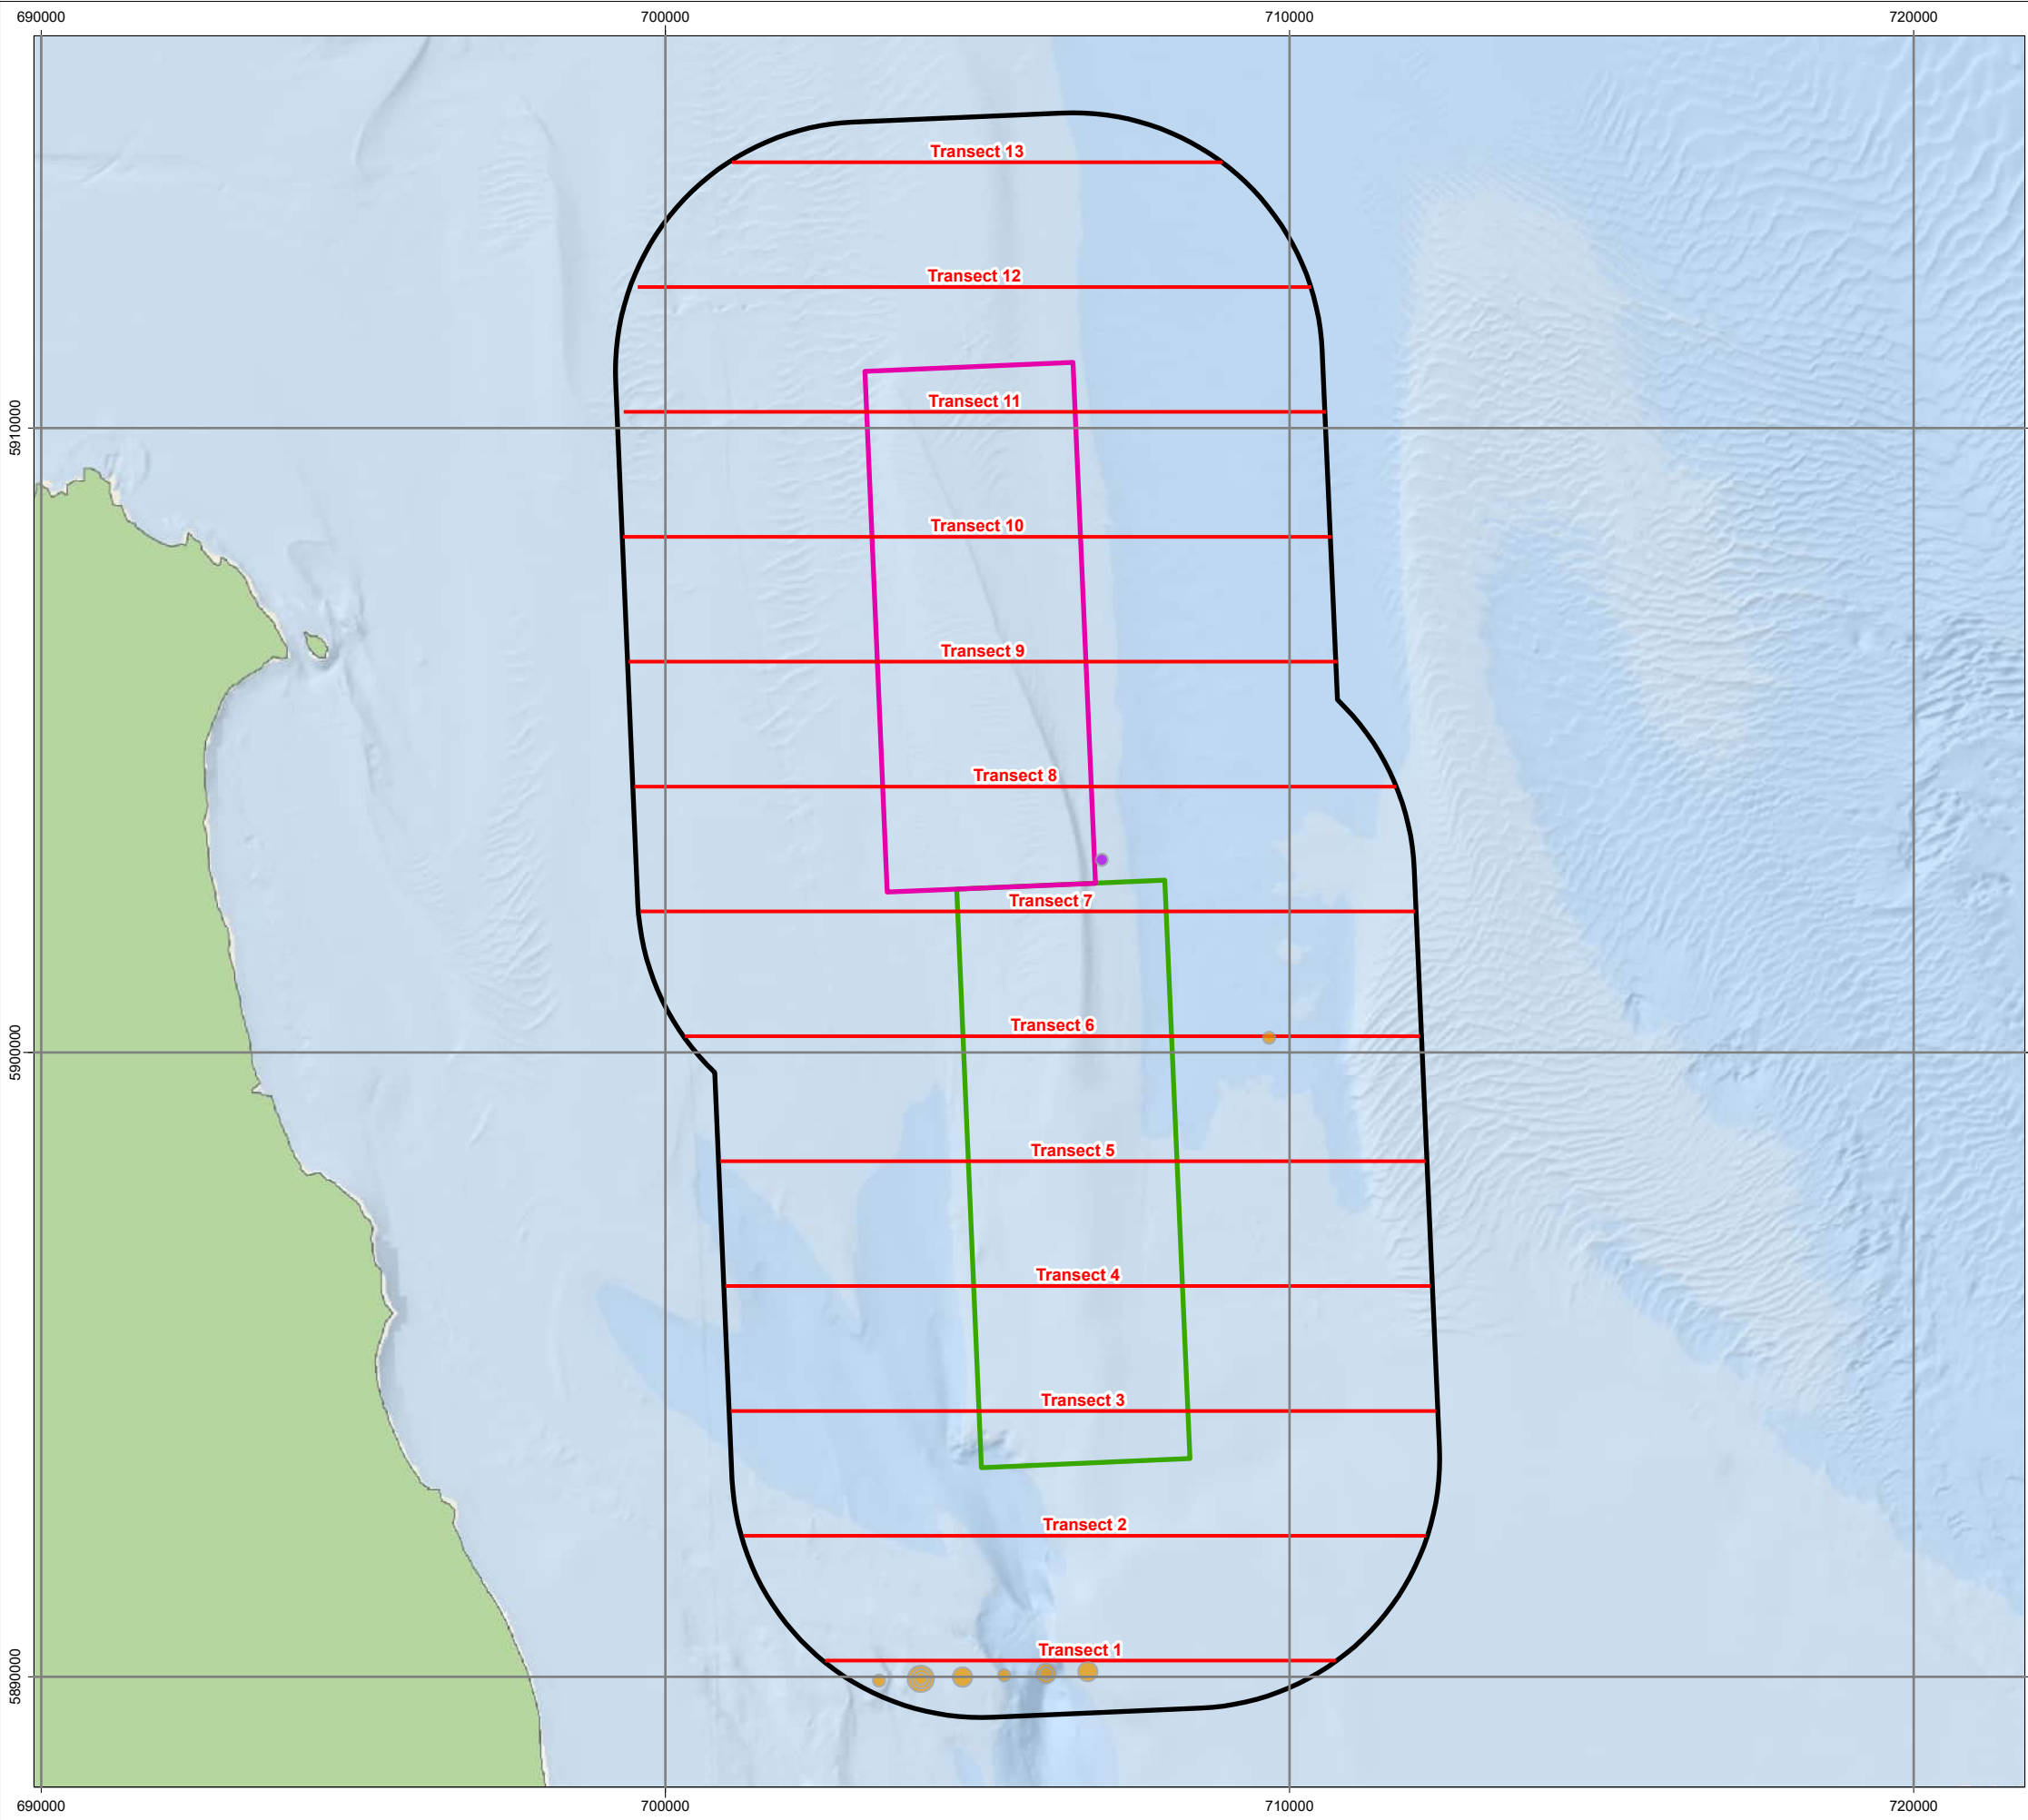 690000
700000
710000
720000
Transect 13
Transect 12
Transect 11
5910000
Transect 10
Transect 9
Transect 8
Transect 7
Transect 6
5900000
Transect 5
Transect 4
Transect 3
Transect 2
Transect 1
5890000
690000
700000
710000
720000